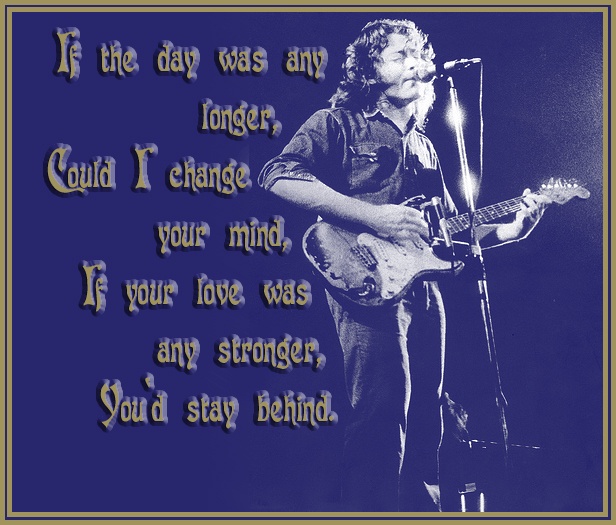 If the day was any
longer,
Could I change
your mind,
If your love was
any stronger,
You'd stay behind.